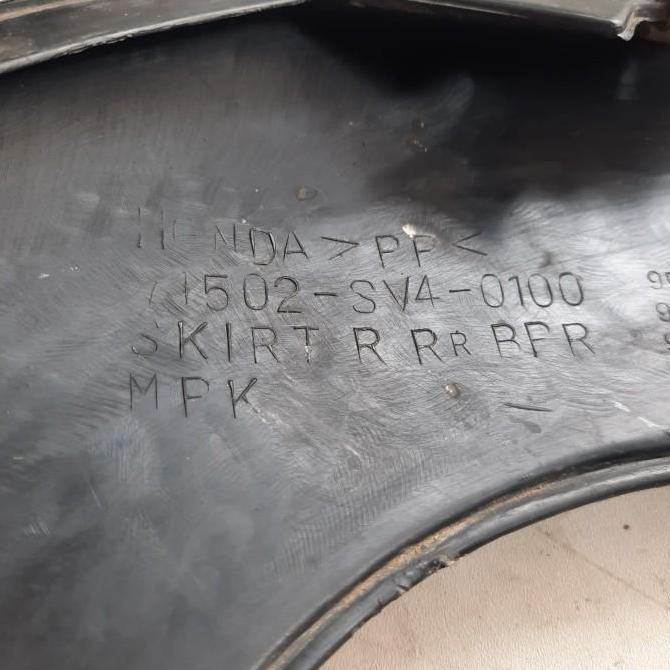 HONDA >PP<
71502-SV4-0100
SKIRT R RR BPR
MPK